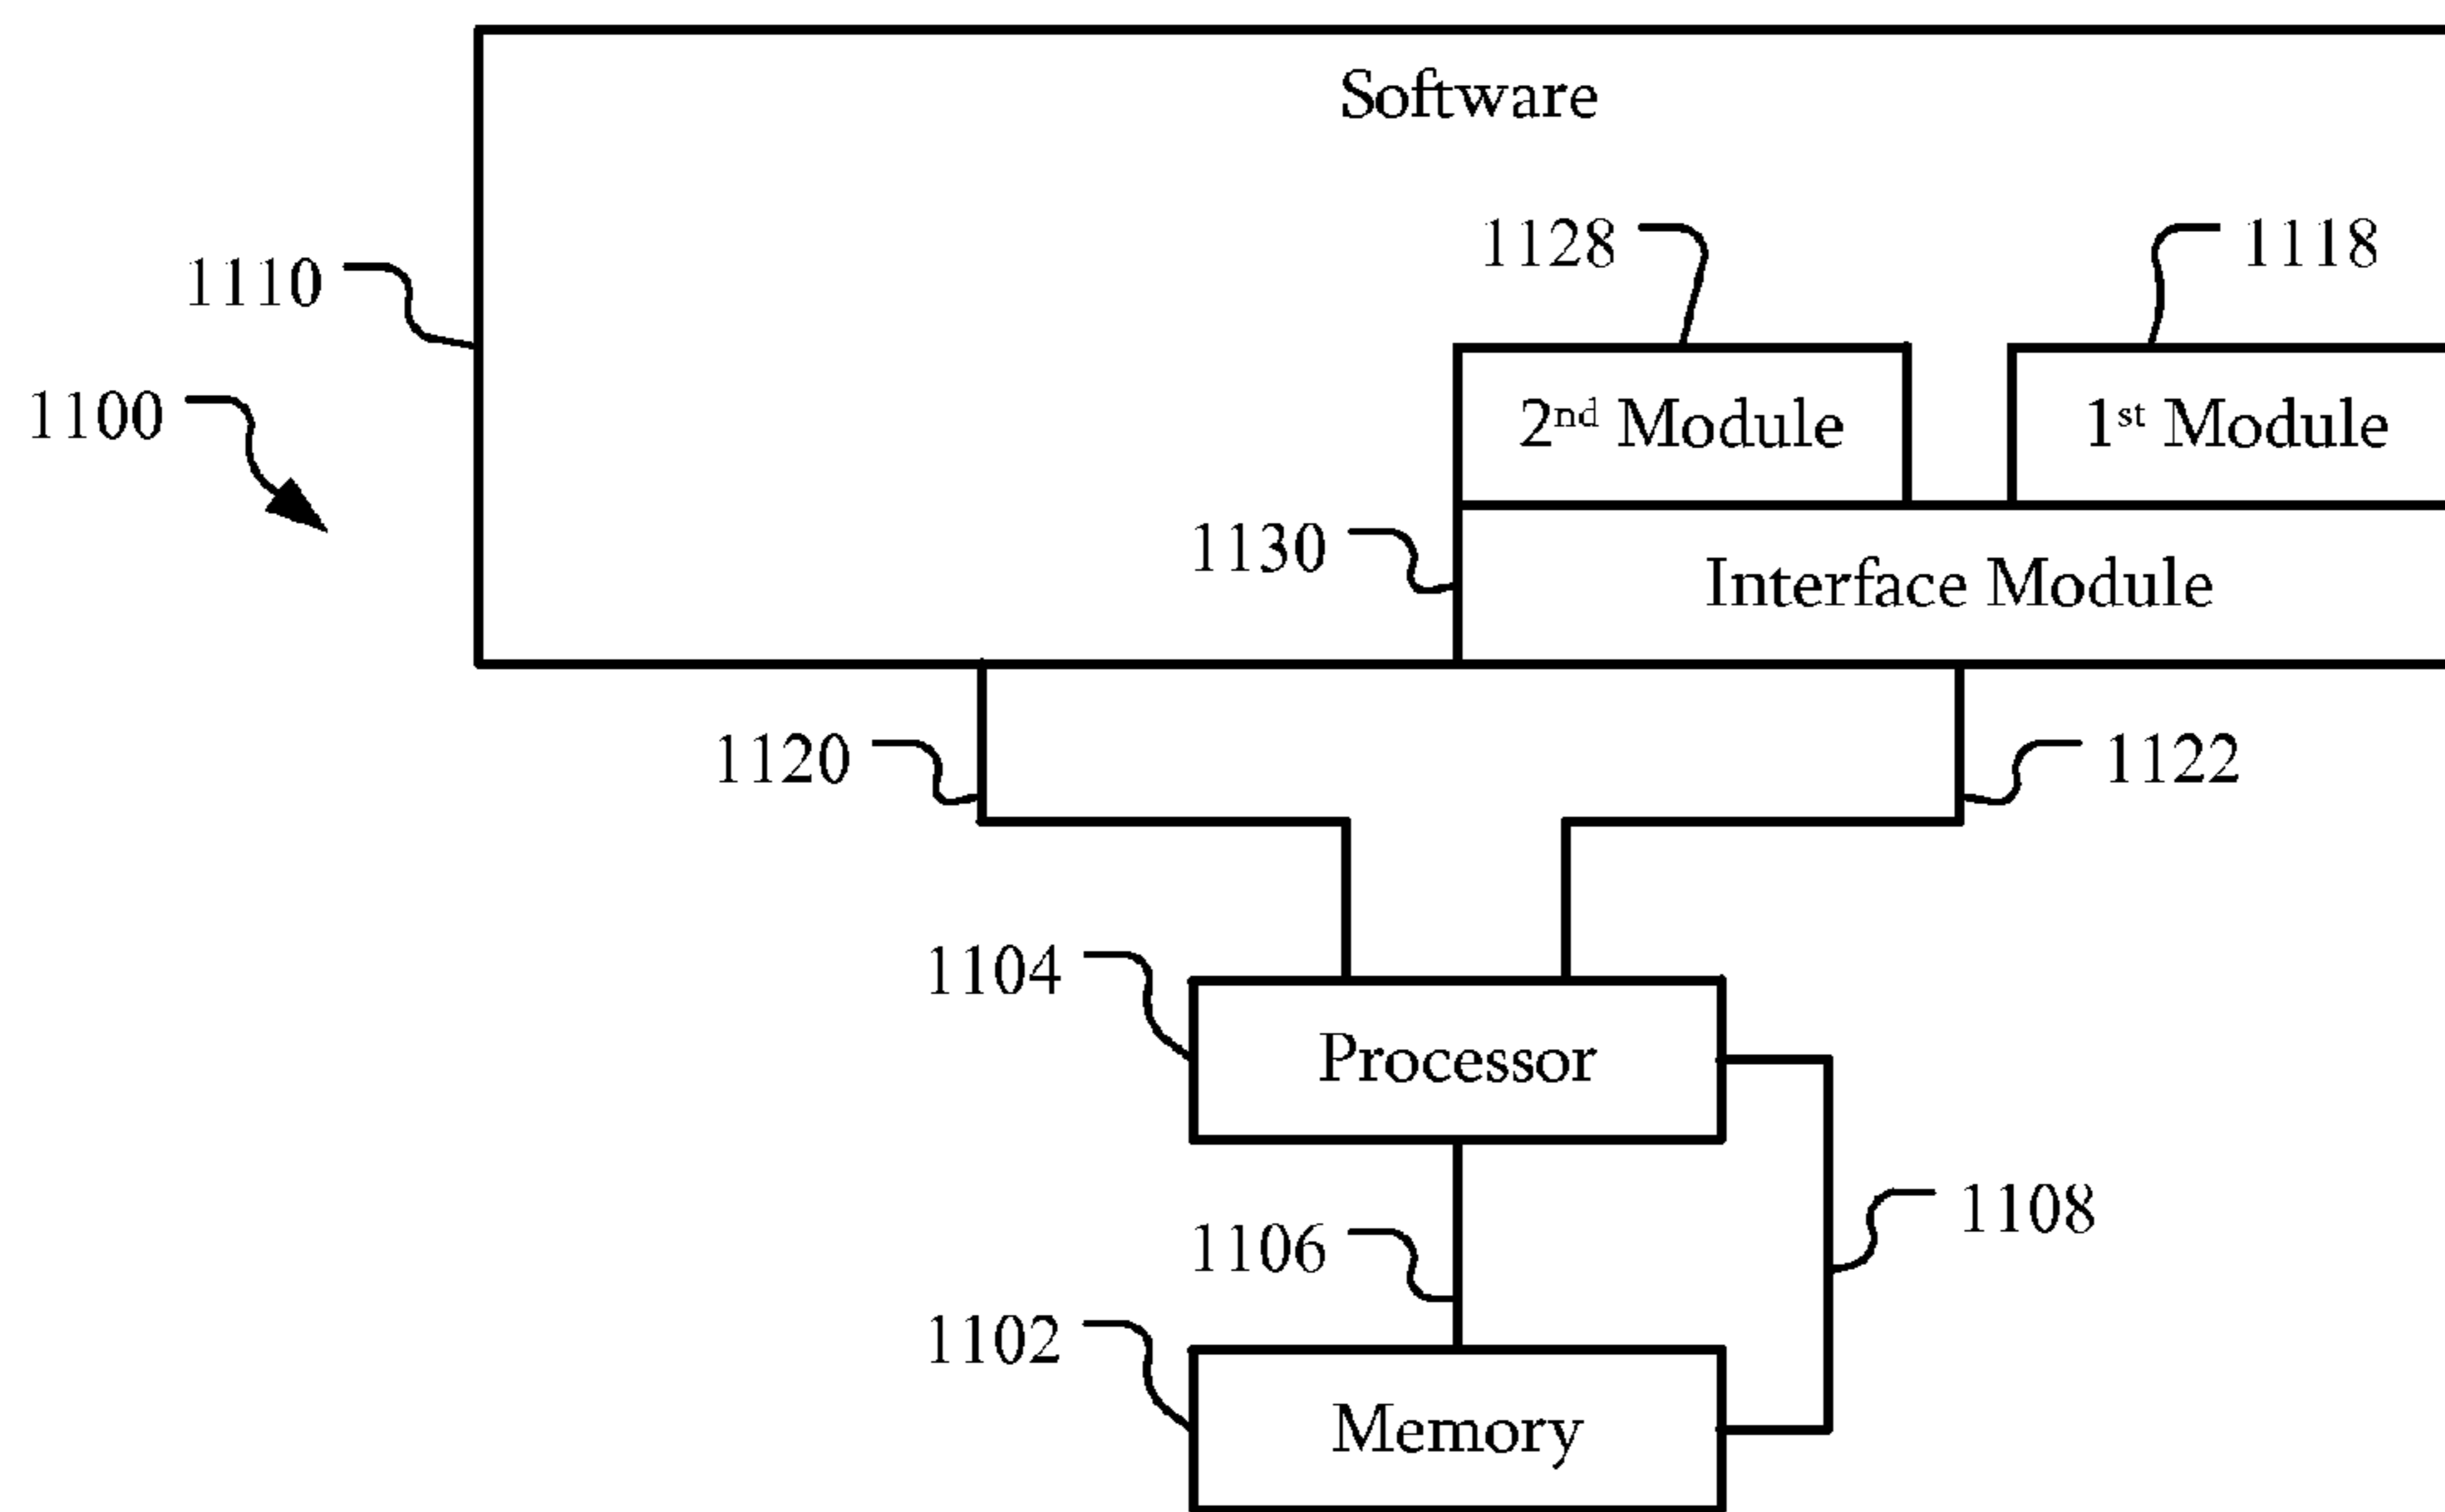 Software
1128
1118
1110
1100
2nd Module
1st Module
1130
Interface Module
1120
1122
1104
Processor
1108
1106
1102
Memory